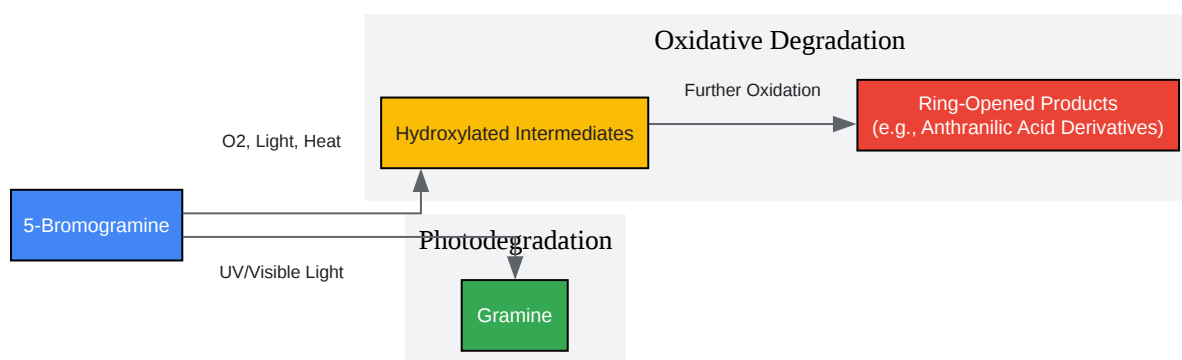 Oxidative Degradation
Further Oxidation
Ring-Opened Products
(e.g., Anthranilic Acid Derivatives)
Hydroxylated Intermediates
O2, Light, Heat
5-Bromogramine
Photodegradation
UV/Visible Light
Gramine